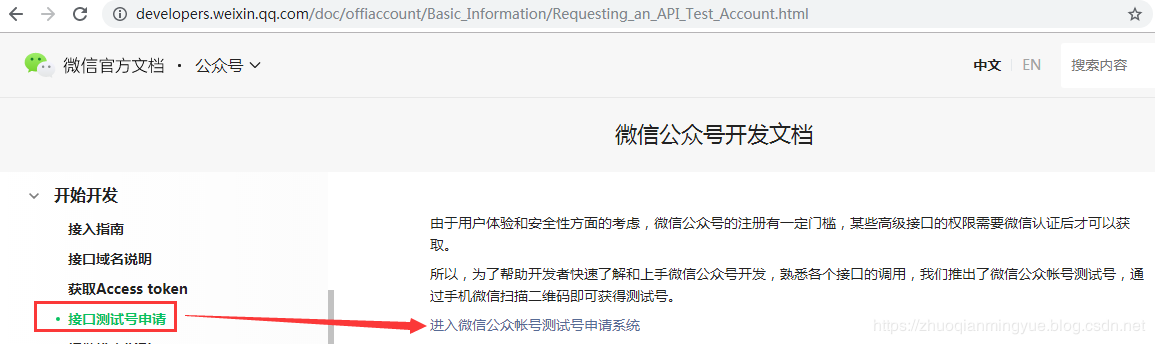 developers.weixin.qq.com/doc/offiaccount/Basic_Information/Requesting_an_API_Test_Account.html
微信官方文档 · 公众号
中文 EN 搜索内容
微信公众号开发文档
开始开发
接入指南
接口域名说明
获取Access token
接口测试号申请
由于用户体验和安全性方面的考虑，微信公众号的注册有一定门槛，某些高级接口的权限需要微信认证后才可以获
取。
所以，为了帮助开发者快速了解和上手微信公众号开发，熟悉各个接口的调用，我们推出了微信公众帐号测试号，通
过手机微信扫描二维码即可获得测试号。
进入微信公众帐号测试号申请系统
https://zhuoqianmingyue.blog.csdn.net